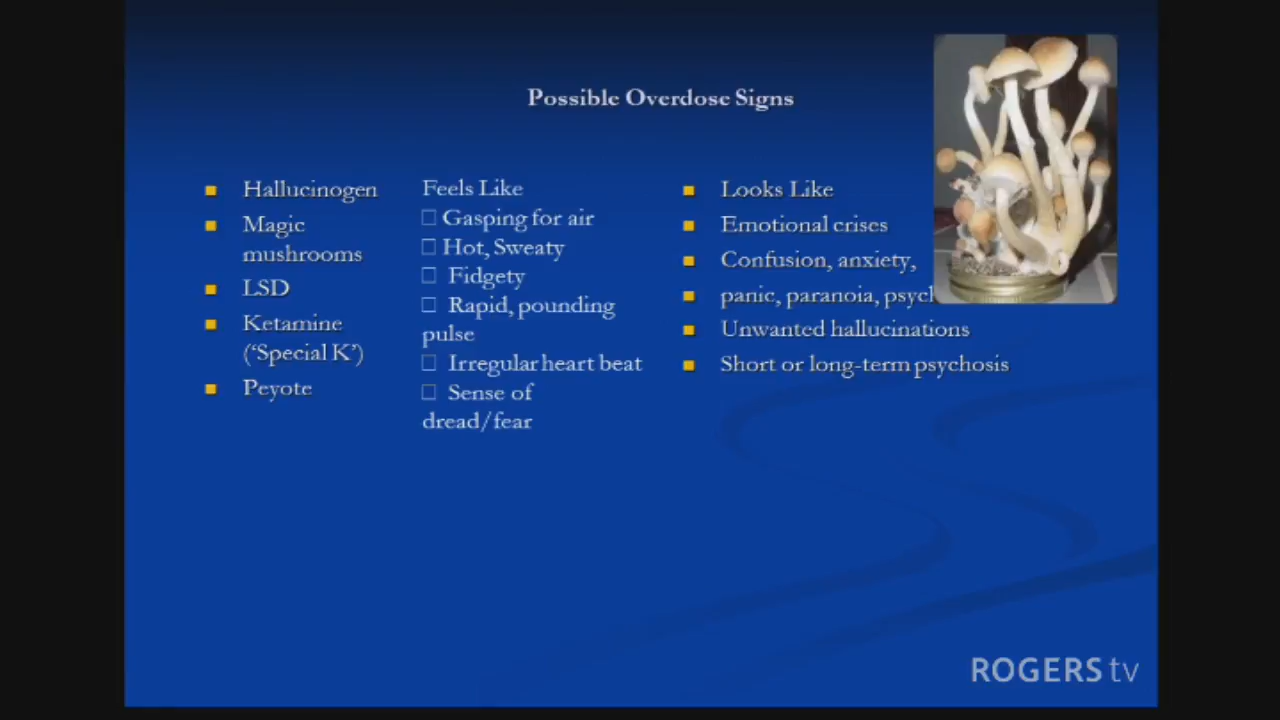 Possible Overdose Signs
Hallucinogen
Magic
mushrooms
LSD
Ketamine
('Special K')
Peyote
Feels Like
Gasping for air
Hot, Sweaty
Fidgety
Rapid, pounding
pulse
Irregular heart beat
Sense of
dread/fear
Looks Like
Emotional crises
Confusion, anxiety,
panic, paranoia,
Unwanted hallucinations
Short or long-term psychosis
ROGERS tv